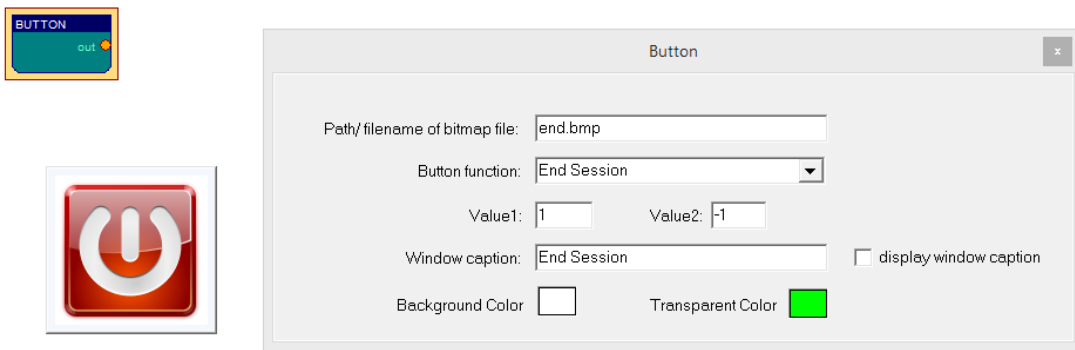 BUTTON
out
Button
x
Path/filename of bitmap file: end.bmp
Button function: End Session
Value1: 1 Value2: -1
Window caption: End Session display window caption
Background Color Transparent Color